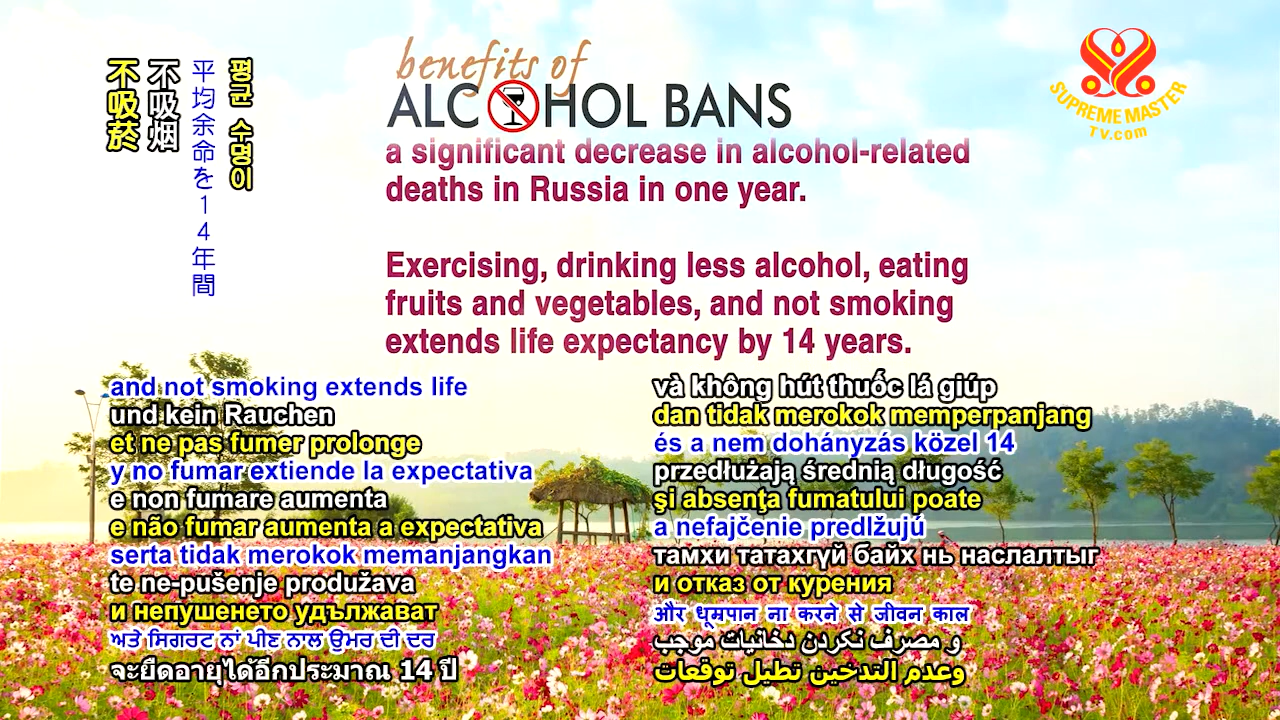 benefits of
ALCOHOL BANS
a significant decrease in alcohol-related
deaths in Russia in one year.
Exercising, drinking less alcohol, eating
fruits and vegetables, and not smoking
extends life expectancy by 14 years.
SUPREME MASTER
TV.com
不吸菸
不吸烟
平均余命を14年間
평균 수명이
and not smoking extends life
und kein Rauchen
et ne pas fumer prolonge
y no fumar extiende la expectativa
e non fumare aumenta
e não fumar aumenta a expectativa
serta tidak merokok memanjangkan
te ne-pušenje produžava
и непушенето удължават
ਅਤੇ ਸਿਗਰਟ ਨਾਂ ਪੀਣ ਨਾਲ ਉਮਰ ਦੀ ਦਰ
จะยืดอายุได้อีกประมาณ 14 ปี
và không hút thuốc lá giúp
dan tidak merokok memperpanjang
és a nem dohányzás közel 14
przedłużają średnią długość
şi absenţa fumatului poate
a nefajčenie predlžujú
тамхи татахгүй байх нь наслалтыг
и отказ от курения
और धूम्रपान ना करने से जीवन काल
و مصرف نکردن دخانیات موجب
وعدم التدخين تطيل توقعات